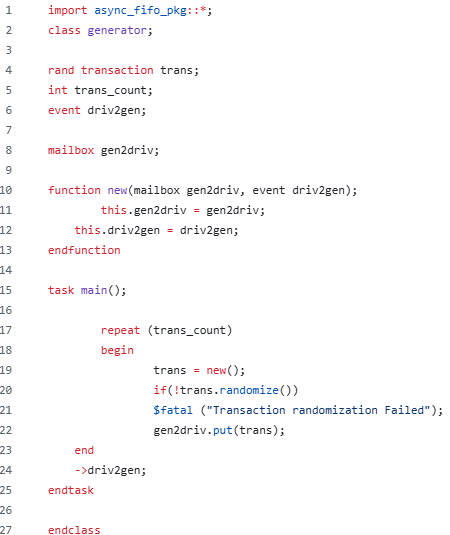 1 import async_fifo_pkg::*;
2 class generator;
3
4 rand transaction trans;
5 int trans_count;
6 event driv2gen;
7
8 mailbox gen2driv;
9
10 function new(mailbox gen2driv, event driv2gen);
11 this.gen2driv = gen2driv;
12 this.driv2gen = driv2gen;
13 endfunction
14
15 task main();
16
17 repeat (trans_count)
18 begin
19 trans = new();
20 if(!trans.randomize())
21 $fatal ("Transaction randomization Failed");
22 gen2driv.put(trans);
23 end
24 ->driv2gen;
25 endtask
26
27 endclass